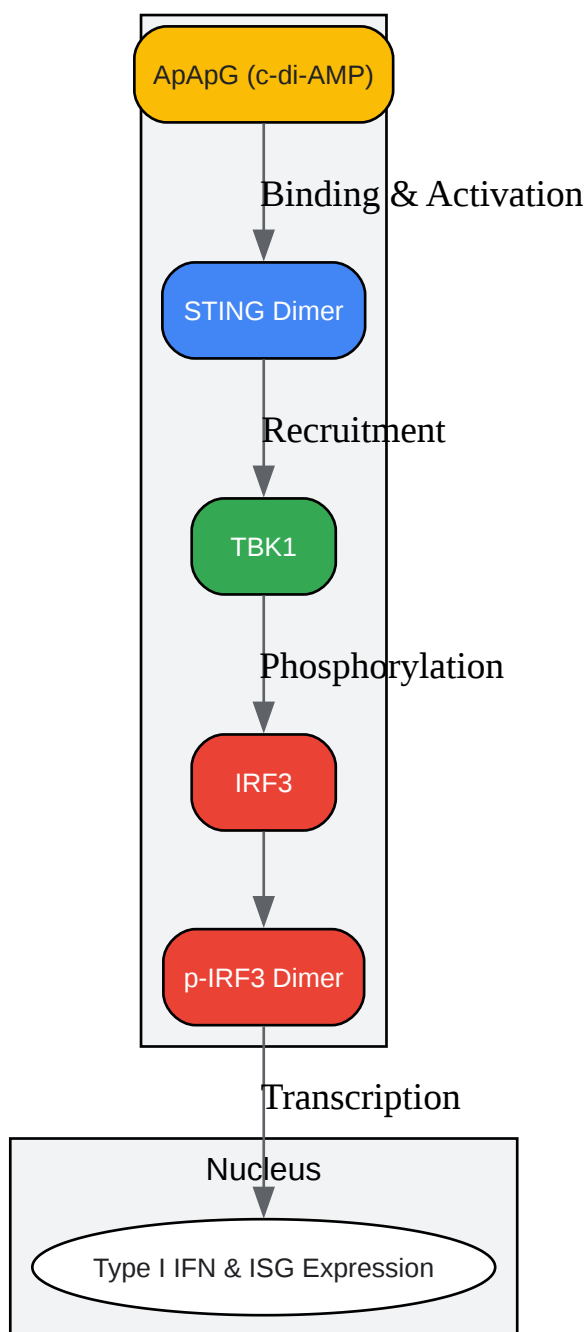 ApApG (c-di-AMP)
Binding & Activation
STING Dimer
Recruitment
TBK1
Phosphorylation
IRF3
p-IRF3 Dimer
Transcription
Nucleus
Type I IFN & ISG Expression